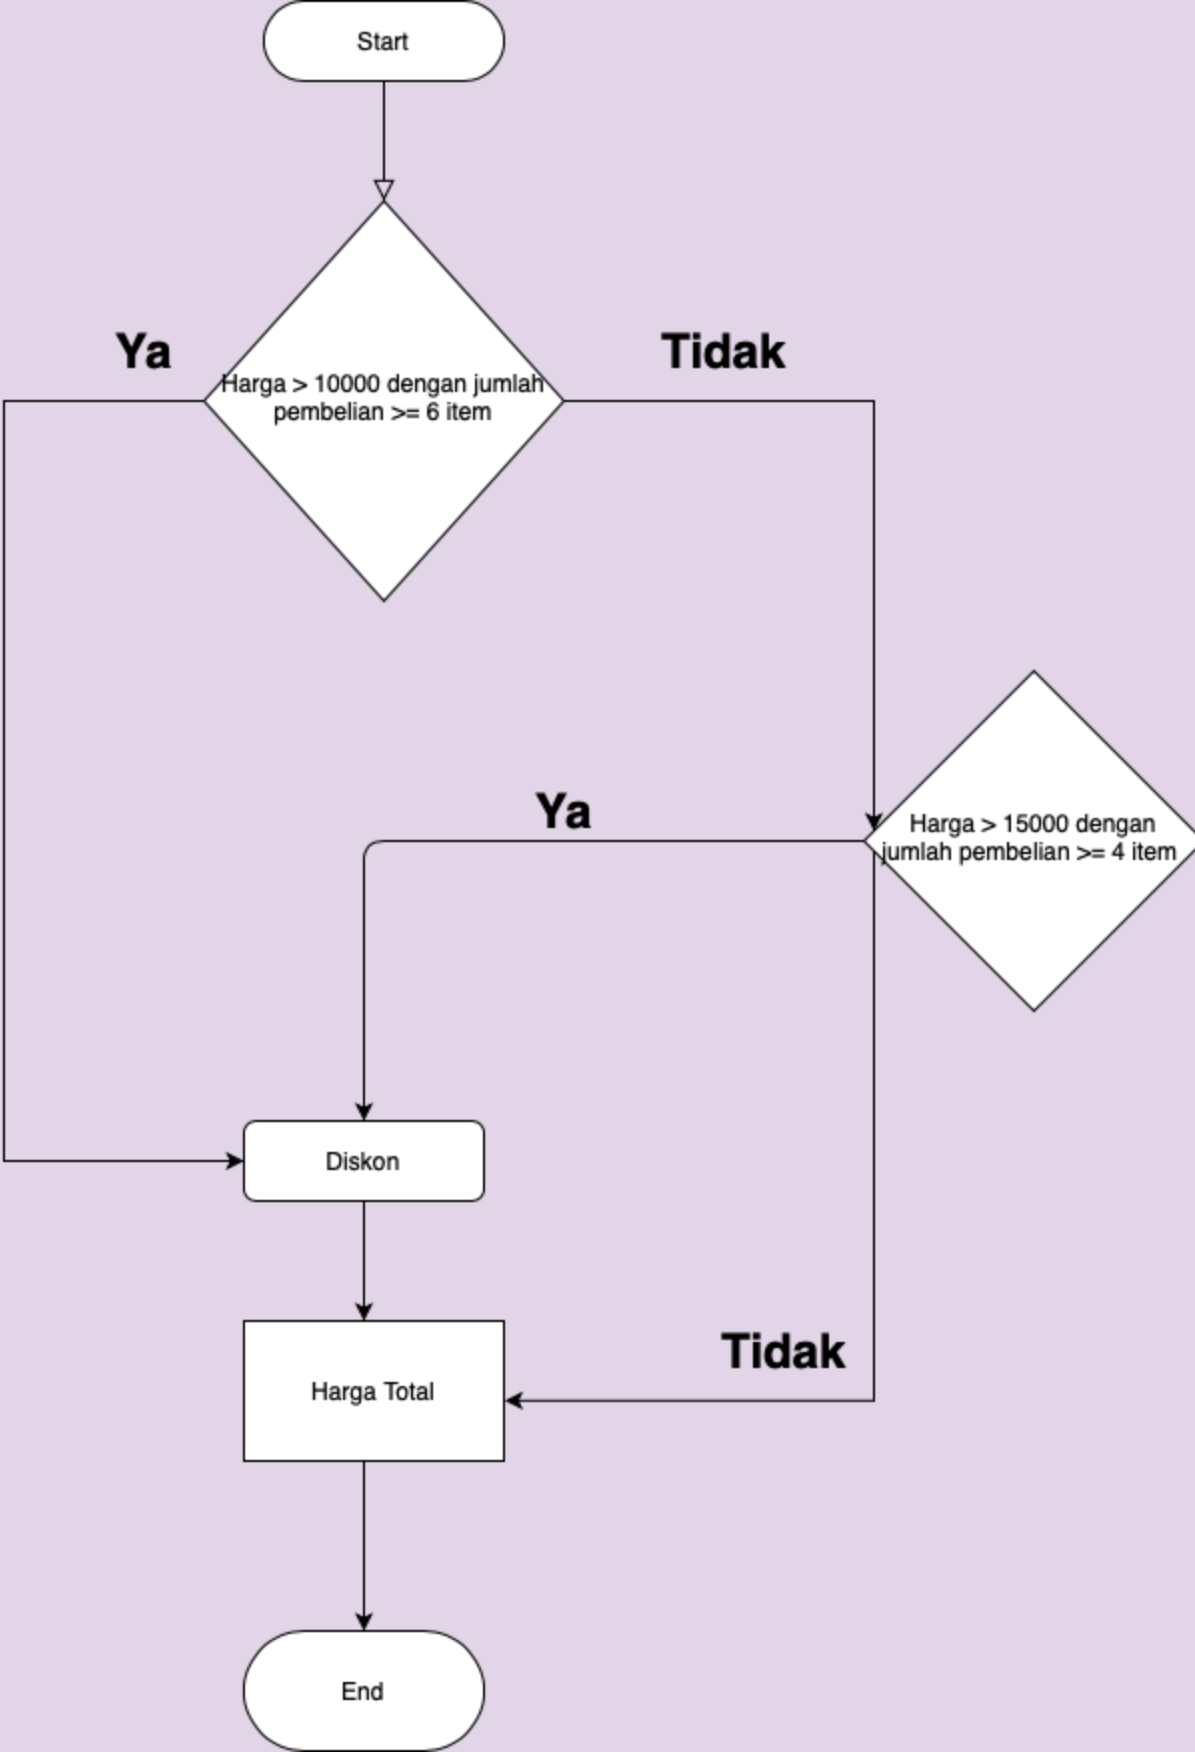 Start
Ya
Tidak
Harga > 10000 dengan jumlah
pembelian >= 6 item
Ya
Harga > 15000 dengan
jumlah pembelian >= 4 item
Diskon
Tidak
Harga Total
End